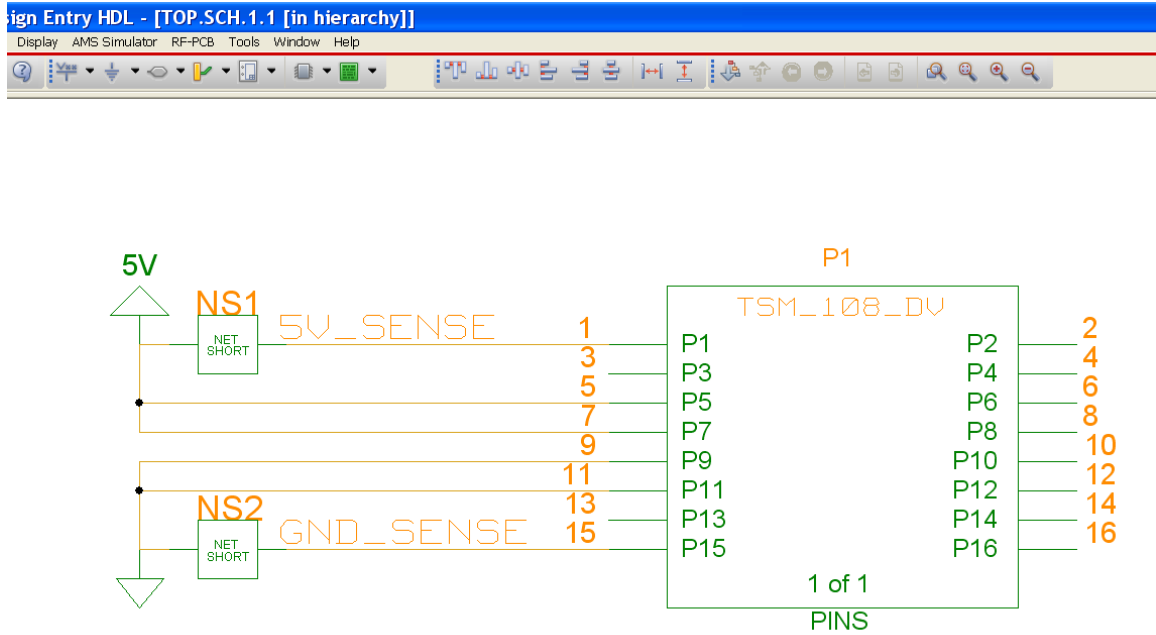 sign Entry HDL - [TOP.SCH.1.1 [in hierarchy]]
Display AMS Simulator RF-PCB Tools Window Help
5V
P1
NS1
NET
SHORT
5V_SENSE
TSM_108_DV
1 P1 P2 2
3 P3 P4 4
5 P5 P6 6
7 P7 P8 8
9 P9 P10 10
11 P11 P12 12
13 P13 P14 14
15 P15 P16 16
NS2
NET
SHORT
GND_SENSE
1 of 1
PINS